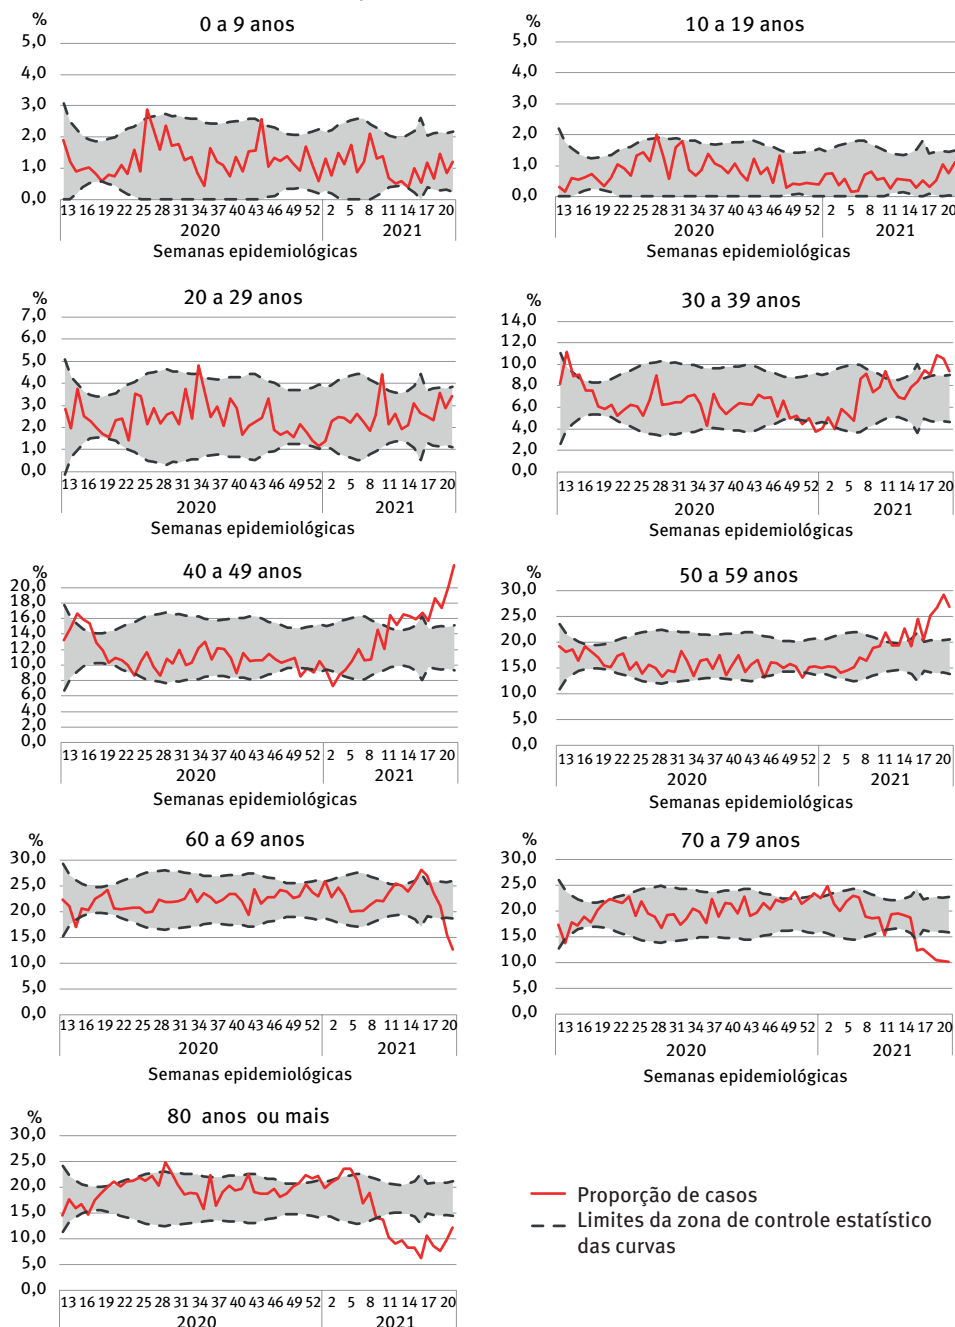 %
0 a 9 anos
5,0
4,0
3,0
2,0
1,0
0,0
13 16 19 22 25 28 31 34 37 40 43 46 49 52 2 5 8 11 14 17 20
2020 2021
Semanas epidemiológicas
%
10 a 19 anos
5,0
4,0
3,0
2,0
1,0
0,0
13 16 19 22 25 28 31 34 37 40 43 46 49 52 2 5 8 11 14 17 20
2020 2021
Semanas epidemiológicas
%
20 a 29 anos
7,0
6,0
5,0
4,0
3,0
2,0
1,0
0,0
13 16 19 22 25 28 31 34 37 40 43 46 49 52 2 5 8 11 14 17 20
2020 2021
Semanas epidemiológicas
%
30 a 39 anos
14,0
12,0
10,0
8,0
6,0
4,0
2,0
0,0
13 16 19 22 25 28 31 34 37 40 43 46 49 52 2 5 8 11 14 17 20
2020 2021
Semanas epidemiológicas
%
40 a 49 anos
20,0
18,0
16,0
14,0
12,0
10,0
8,0
6,0
4,0
2,0
0,0
13 16 19 22 25 28 31 34 37 40 43 46 49 52 2 5 8 11 14 17 20
2020 2021
Semanas epidemiológicas
%
50 a 59 anos
30,0
25,0
20,0
15,0
10,0
5,0
0,0
13 16 19 22 25 28 31 34 37 40 43 46 49 52 2 5 8 11 14 17 20
2020 2021
Semanas epidemiológicas
%
60 a 69 anos
30,0
25,0
20,0
15,0
10,0
5,0
0,0
13 16 19 22 25 28 31 34 37 40 43 46 49 52 2 5 8 11 14 17 20
2020 2021
Semanas epidemiológicas
%
70 a 79 anos
30,0
25,0
20,0
15,0
10,0
5,0
0,0
13 16 19 22 25 28 31 34 37 40 43 46 49 52 2 5 8 11 14 17 20
2020 2021
Semanas epidemiológicas
%
80 anos ou mais
30,0
25,0
20,0
15,0
10,0
5,0
0,0
13 16 19 22 25 28 31 34 37 40 43 46 49 52 2 5 8 11 14 17 20
2020 2021
Proporção de casos
Limites da zona de controle estatístico
das curvas